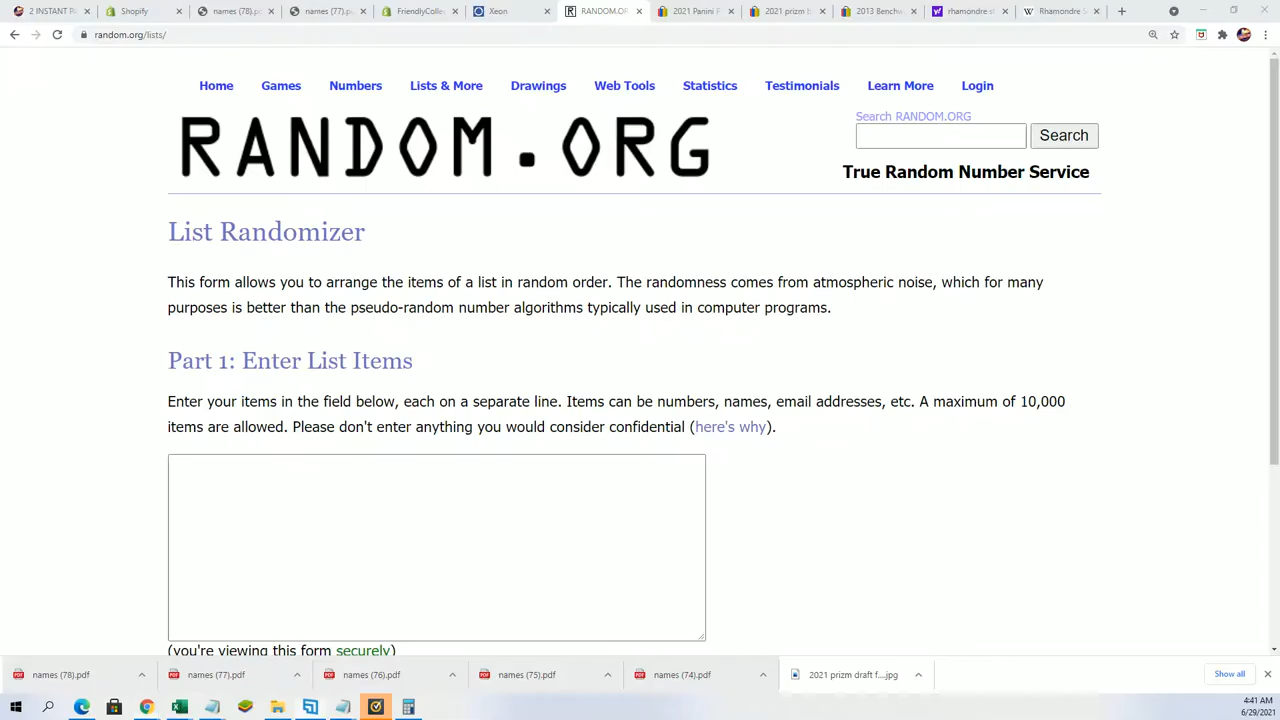 2 INSTANT R
Shopify
names (78).p
names (77).p
FriendlyColle
Xeon
RANDOM.OR
2021 Panini F
2021 prizm b
2013 Benchw
rhamondre st
Rhamondre S
random.org/lists/
Home Games Numbers Lists & More Drawings Web Tools Statistics Testimonials Learn More Login
Search RANDOM.ORG
RANDOM.ORG
Search
True Random Number Service
List Randomizer
This form allows you to arrange the items of a list in random order. The randomness comes from atmospheric noise, which for many
purposes is better than the pseudo-random number algorithms typically used in computer programs.
Part 1: Enter List Items
Enter your items in the field below, each on a separate line. Items can be numbers, names, email addresses, etc. A maximum of 10,000
items are allowed. Please don't enter anything you would consider confidential (here's why).
(you're viewing this form securely)
names (78).pdf
names (77).pdf
names (76).pdf
names (75).pdf
names (74).pdf
2021 prizm draft f....jpg
Show all
4:41 AM
6/29/2021